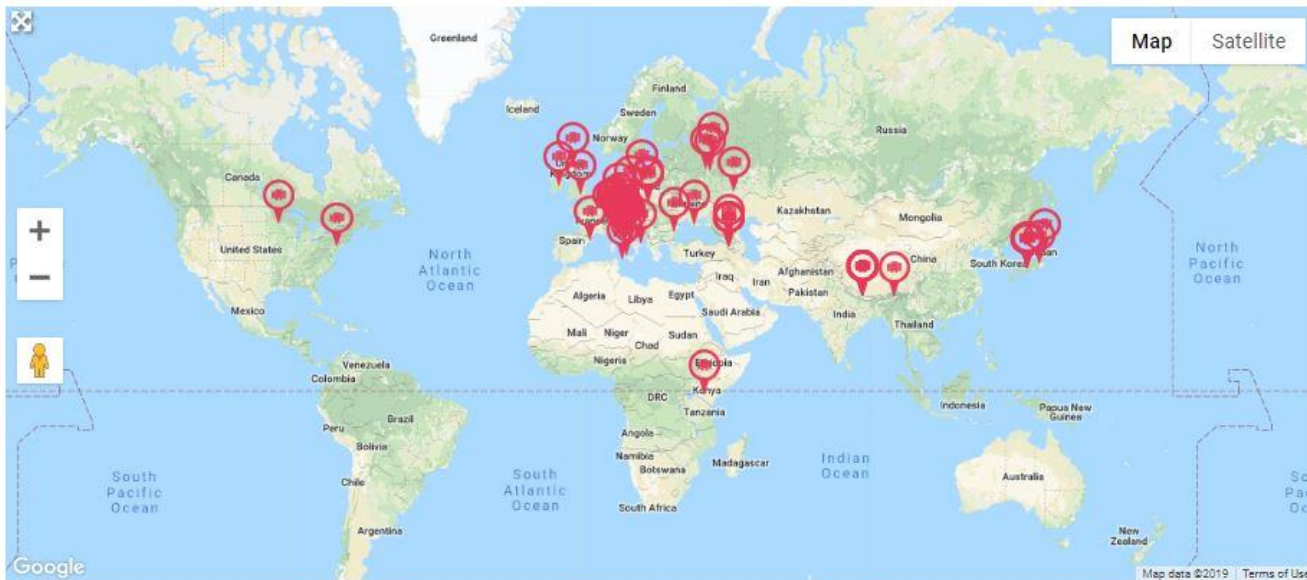 Greenland
Map
Satellite
Iceland
Finland
Sweden
Norway
Russia
Canada
Kingdom
Kazakhstan
Mongolia
United States
Spain
Turkey
China
South Korea
North
Atlantic
Ocean
North
Pacific
Ocean
Afghanistan
Iraq
Iran
Pakistan
Algeria
Libya
Egypt
Saudi Arabia
India
Mexico
Mali
Niger
Chad
Sudan
Thailand
Nigeria
Ethiopia
Venezuela
Colombia
Kenya
DRC
Tanzania
Indonesia
Papua New
Guinea
Brazil
Peru
Bolivia
Angola
Namibia
Botswana
Madagascar
Indian
Ocean
Australia
South
Pacific
Ocean
Chile
South
Atlantic
Ocean
South Africa
Argentina
New
Zealand
Google
Map data ©2019
Terms of Use